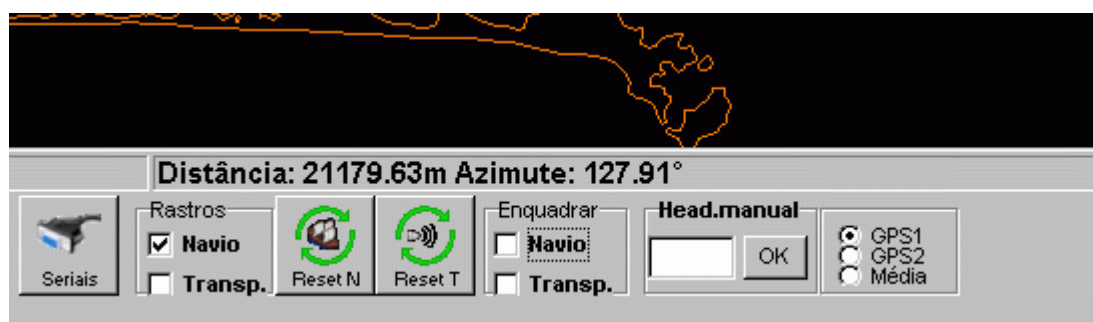 Distância: 21179.63m Azimute: 127.91°
Rastros
Navio
Transp.
Seriais
Reset N
Reset T
Enquadrar
Navio
Transp.
Head.manual
OK
GPS1
GPS2
Média